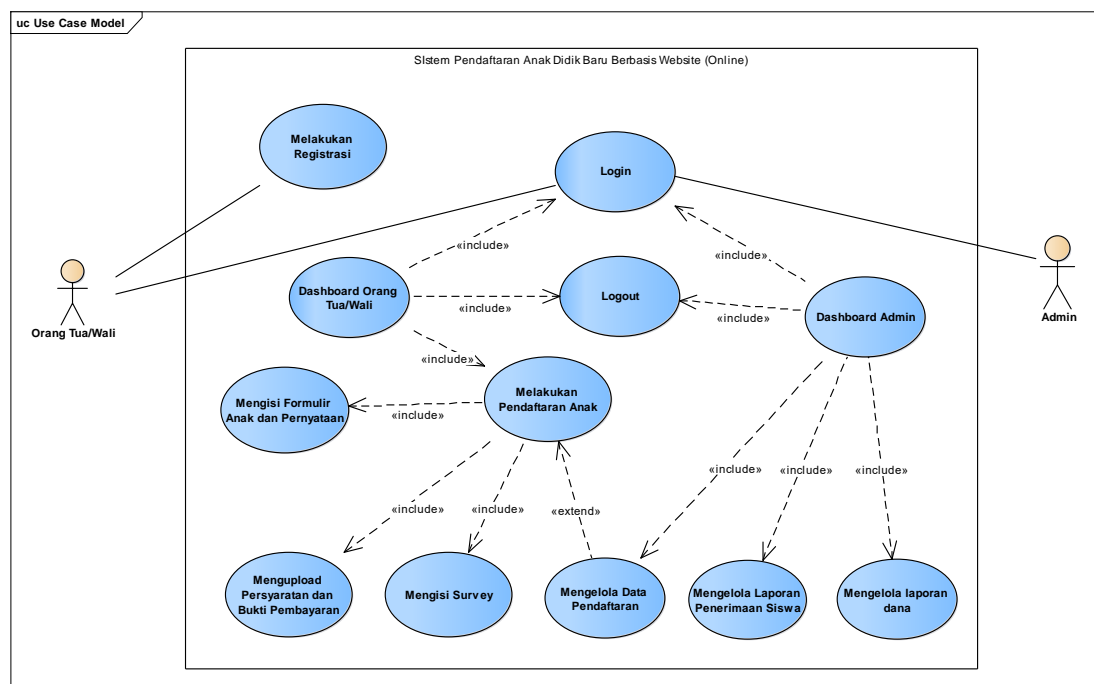 uc Use Case Model
SIstem Pendaftaran Anak Didik Baru Berbasis Website (Online)
Melakukan
Registrasi
Login
«include»
«include»
Orang Tua/Wali
Dashboard Orang
Tua/Wali
«include»
Logout
«include»
Dashboard Admin
Admin
«include»
Mengisi Formulir
Anak dan Pernyataan
«include»
Melakukan
Pendaftaran Anak
«include»
«include»
«include»
«include»
«include»
«extend»
Mengupload
Persyaratan dan
Bukti Pembayaran
Mengisi Survey
Mengelola Data
Pendaftaran
Mengelola Laporan
Penerimaan Siswa
Mengelola laporan
dana